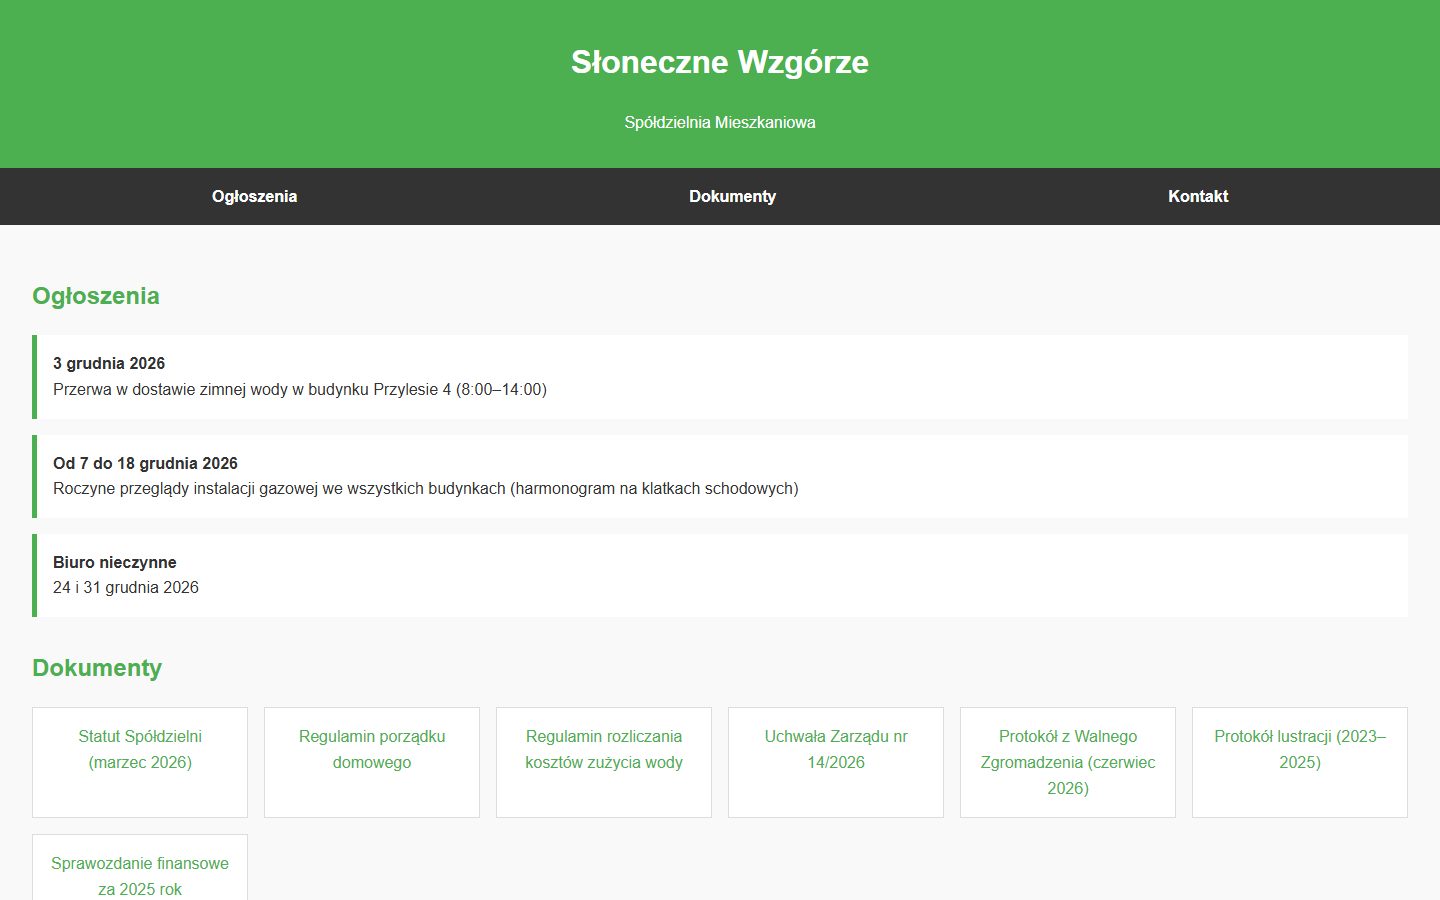 Słoneczne Wzgórze
Spółdzielnia Mieszkaniowa
Ogłoszenia
Dokumenty
Kontakt
Ogłoszenia
3 grudnia 2026
Przerwa w dostawie zimnej wody w budynku Przylesie 4 (8:00–14:00)
Od 7 do 18 grudnia 2026
Roczyne przeglądy instalacji gazowej we wszystkich budynkach (harmonogram na klatkach schodowych)
Biuro nieczynne
24 i 31 grudnia 2026
Dokumenty
Statut Spółdzielni
(marzec 2026)
Regulamin porządku
domowego
Regulamin rozliczania
kosztów zużycia wody
Uchwała Zarządu nr
14/2026
Protokół z Walnego
Zgromadzenia (czerwiec
2026)
Protokół lustracji (2023–
2025)
Sprawozdanie finansowe
za 2025 rok